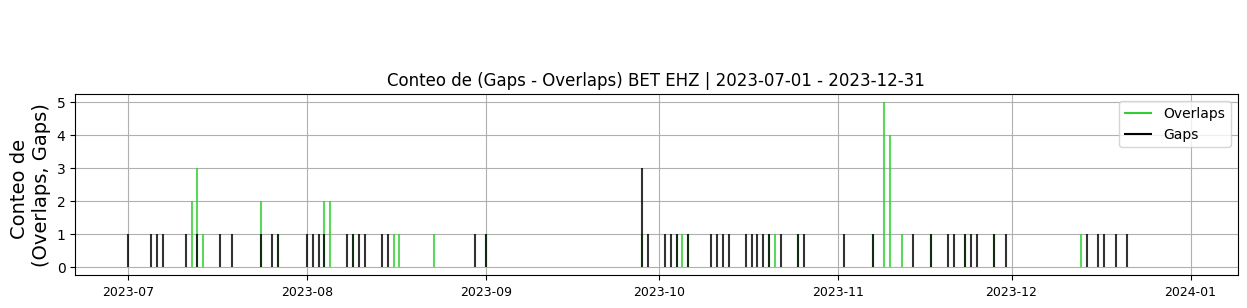 Conteo de (Gaps - Overlaps) BET EHZ | 2023-07-01 - 2023-12-31
Conteo de
(Overlaps, Gaps)
5
4
3
2
1
0
Overlaps
Gaps
2023-07
2023-08
2023-09
2023-10
2023-11
2023-12
2024-01